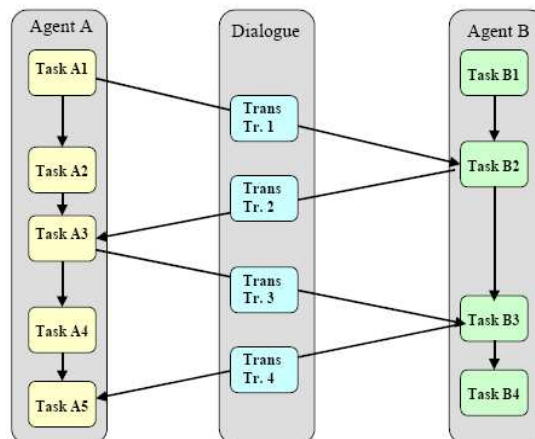 Agent A
Dialogue
Agent B
Task A1
Task B1
Trans
Tr. 1
Task A2
Task B2
Trans
Tr. 2
Task A3
Trans
Tr. 3
Task A4
Task B3
Trans
Tr. 4
Task A5
Task B4